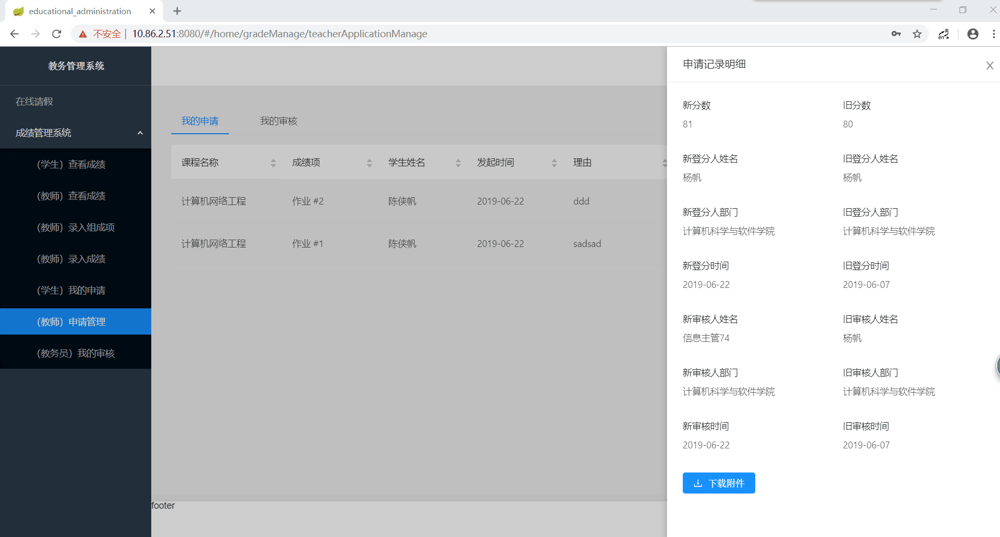 educational_administration
不安全 10.86.2.51:8080/#/home/gradeManage/teacherApplicationManage
教务管理系统
在线请假
成绩管理系统
(学生) 查看成绩
(教师) 查看成绩
(教师) 录入组成项
(教师) 录入成绩
(学生) 我的申请
(教师) 申请管理
(教务员) 我的审核
我的申请 我的审核
课程名称 成绩项 学生姓名 发起时间 理由
计算机网络工程 作业 #2 陈侠帆 2019-06-22 ddd
计算机网络工程 作业 #1 陈侠帆 2019-06-22 sadsad
footer
申请记录明细
新分数 旧分数
81 80
新登分人姓名 旧登分人姓名
杨帆 杨帆
新登分人部门 旧登分人部门
计算机科学与软件学院 计算机科学与软件学院
新登分时间 旧登分时间
2019-06-22 2019-06-07
新审核人姓名 旧审核人姓名
信息主管74 杨帆
新审核人部门 旧审核人部门
计算机科学与软件学院 计算机科学与软件学院
新审核时间 旧审核时间
2019-06-22 2019-06-07
下载附件